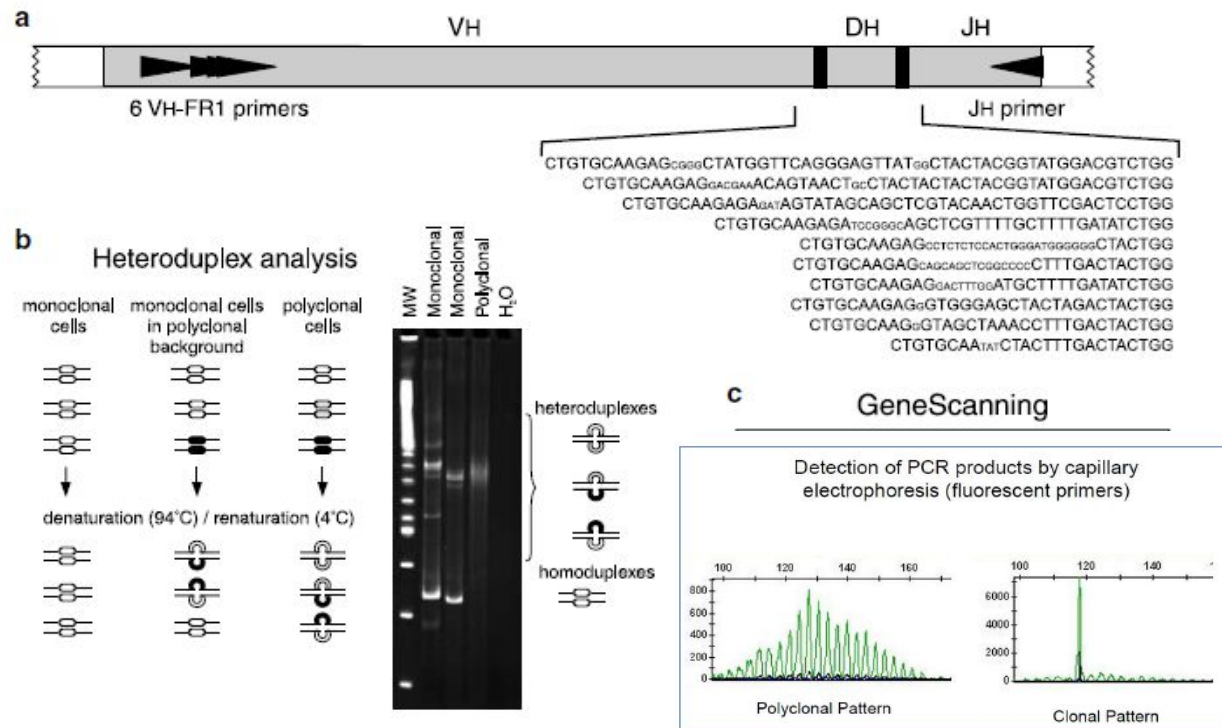 a
VH
DH
JH
6 VH-FR1 primers
JH primer
CTGTGCAAGAGCGGGCTATGGTTCAGGGAGTTATGGCTACTACGGTATGGACGTCTGG
CTGTGCAAGAGGACGAAACAGTAACTGCCTACTACTACTACGGTATGGACGTCTGG
CTGTGCAAGAGAGATAGTATAGCAGCTCGTACAACTGGTTCGACTCCTGG
CTGTGCAAGAGATCCGGGCAGCTCGTTTTGCTTTTGATATCTGG
CTGTGCAAGAGCCTCTCTCCACTGGGATGGGGGGCTACTGG
CTGTGCAAGAGCAGCAGCTCGGCCCCCTTTGACTACTGG
CTGTGCAAGAGGACTTTGGATGCTTTTGATATCTGG
CTGTGCAAGAGGGTGGGAGCTACTAGACTACTGG
CTGTGCAAGGGTAGCTAAACCTTTGACTACTGG
CTGTGCAATATCTACTTTGACTACTGG
b
Heteroduplex analysis
monoclonal
cells
monoclonal cells
in polyclonal
background
polyclonal
cells
denaturation (94°C) / renaturation (4°C)
MW
Monoclonal
Monoclonal
Polyclonal
H2O
heteroduplexes
homoduplexes
c
GeneScanning
Detection of PCR products by capillary
electrophoresis (fluorescent primers)
100 120 140 160
800
600
400
200
0
Polyclonal Pattern
100 120 140
6000
4000
2000
0
Clonal Pattern